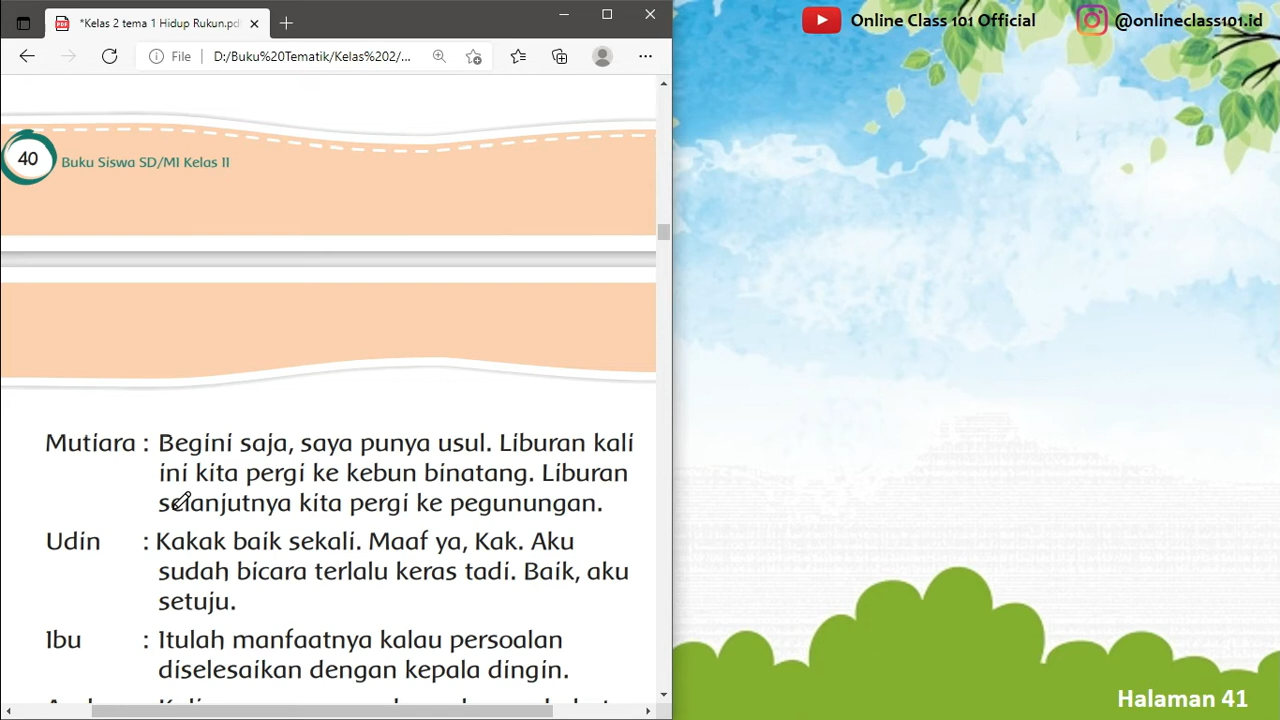 *Kelas 2 tema 1 Hidup Rukun.pd
File
D:/Buku%20Tematik/Kelas%202/...
Online Class 101 Official
@onlineclass101.id
40
Buku Siswa SD/MI Kelas II
Mutiara : Begini saja, saya punya usul. Liburan kali
ini kita pergi ke kebun binatang. Liburan
selanjutnya kita pergi ke pegunungan.
Udin : Kakak baik sekali. Maaf ya, Kak. Aku
sudah bicara terlalu keras tadi. Baik, aku
setuju.
Ibu : Itulah manfaatnya kalau persoalan
diselesaikan dengan kepala dingin.
Halaman 41